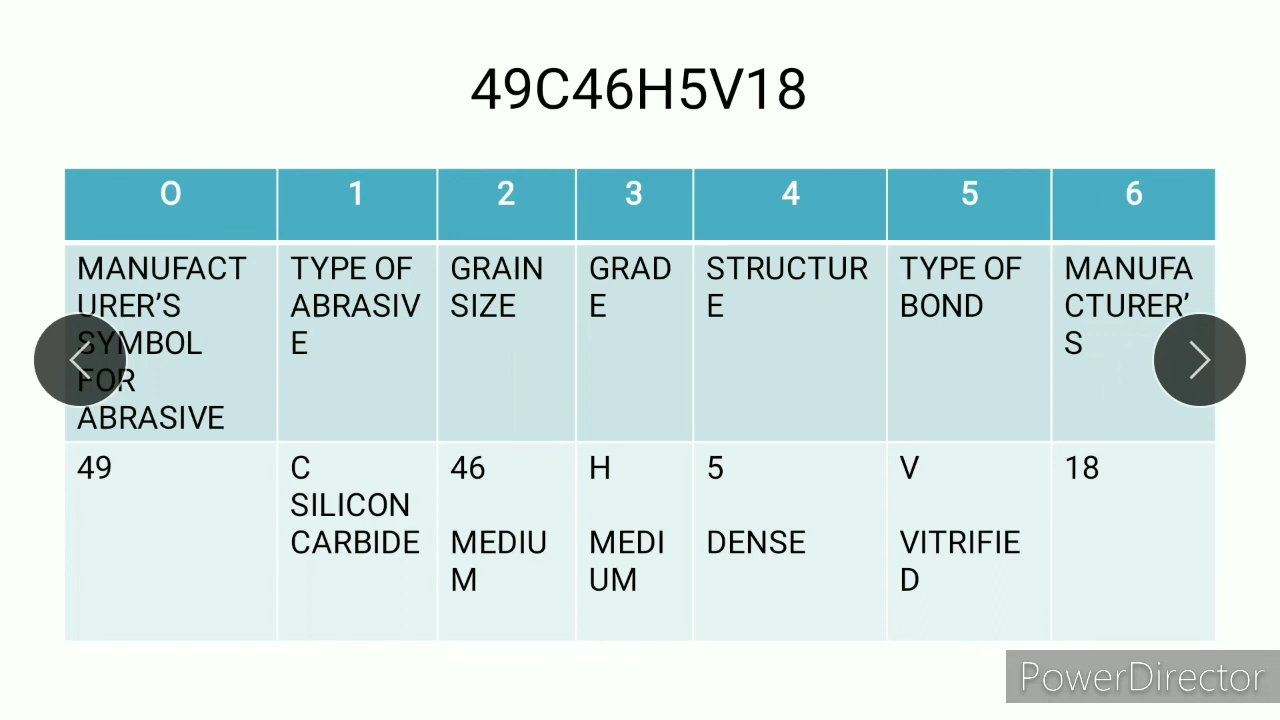 49C46H5V18
O 1 2 3 4 5 6
MANUFACT
URER’S
SYMBOL
FOR
ABRASIVE
TYPE OF
ABRASIV
E
GRAIN
SIZE
GRAD
E
STRUCTUR
E
TYPE OF
BOND
MANUFA
CTURER’
S
49
C
SILICON
CARBIDE
46
MEDIU
M
H
MEDI
UM
5
DENSE
V
VITRIFIE
D
18
PowerDirector